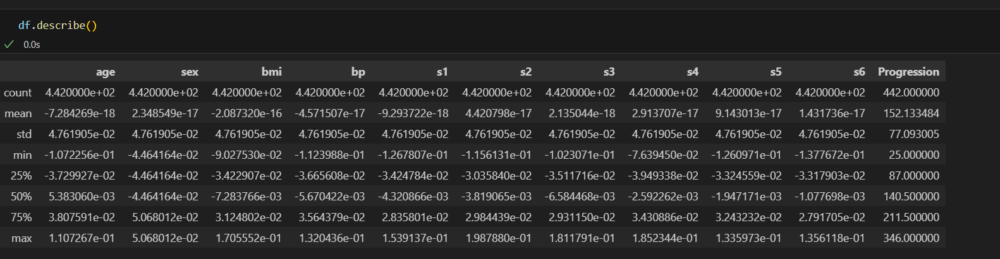 df.describe()
0.0s
age sex bmi bp s1 s2 s3 s4 s5 s6 Progression
count 4.420000e+02 4.420000e+02 4.420000e+02 4.420000e+02 4.420000e+02 4.420000e+02 4.420000e+02 4.420000e+02 4.420000e+02 4.420000e+02 442.000000
mean -7.284269e-18 2.348549e-17 -2.087320e-16 -4.571507e-17 -9.293722e-18 4.420798e-17 2.135044e-18 2.913707e-17 9.143013e-17 1.431736e-17 152.133484
std 4.761905e-02 4.761905e-02 4.761905e-02 4.761905e-02 4.761905e-02 4.761905e-02 4.761905e-02 4.761905e-02 4.761905e-02 4.761905e-02 77.093005
min -1.072256e-01 -4.464164e-02 -9.027530e-02 -1.123988e-01 -1.267807e-01 -1.156131e-01 -1.023071e-01 -7.639450e-02 -1.260971e-01 -1.377672e-01 25.000000
25% -3.729927e-02 -4.464164e-02 -3.422907e-02 -3.665608e-02 -3.424784e-02 -3.035840e-02 -3.511716e-02 -3.949338e-02 -3.324559e-02 -3.317903e-02 87.000000
50% 5.383060e-03 -4.464164e-02 -7.283766e-03 -5.670422e-03 -4.320866e-03 -3.819065e-03 -6.584468e-03 -2.592262e-03 -1.947171e-03 -1.077698e-03 140.500000
75% 3.807591e-02 5.068012e-02 3.124802e-02 3.564379e-02 2.835801e-02 2.984439e-02 2.931150e-02 3.430886e-02 3.243232e-02 2.791705e-02 211.500000
max 1.107267e-01 5.068012e-02 1.705552e-01 1.320436e-01 1.539137e-01 1.987880e-01 1.811791e-01 1.852344e-01 1.335973e-01 1.356118e-01 346.000000